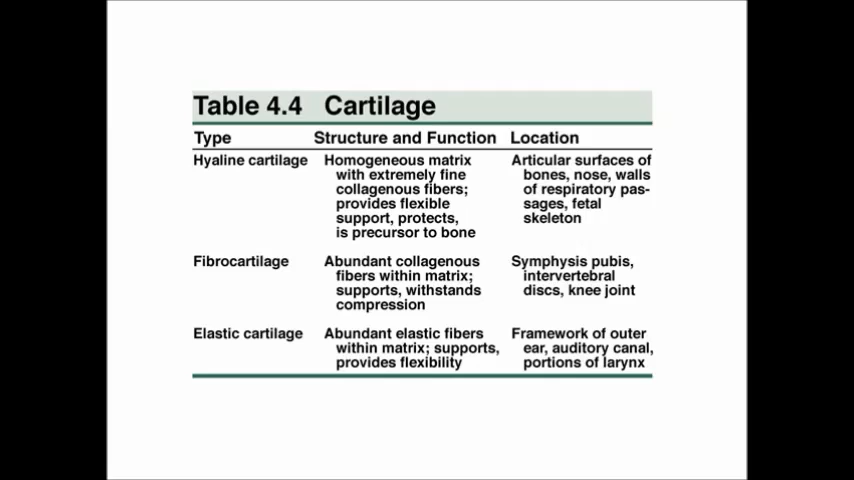 Table 4.4 Cartilage
Type Structure and Function Location
Hyaline cartilage Homogeneous matrix Articular surfaces of
with extremely fine bones, nose, walls
collagenous fibers; of respiratory pas-
provides flexible sages, fetal
support, protects, skeleton
is precursor to bone
Fibrocartilage Abundant collagenous Symphysis pubis,
fibers within matrix; intervertebral
supports, withstands discs, knee joint
compression
Elastic cartilage Abundant elastic fibers Framework of outer
within matrix; supports, ear, auditory canal,
provides flexibility portions of larynx